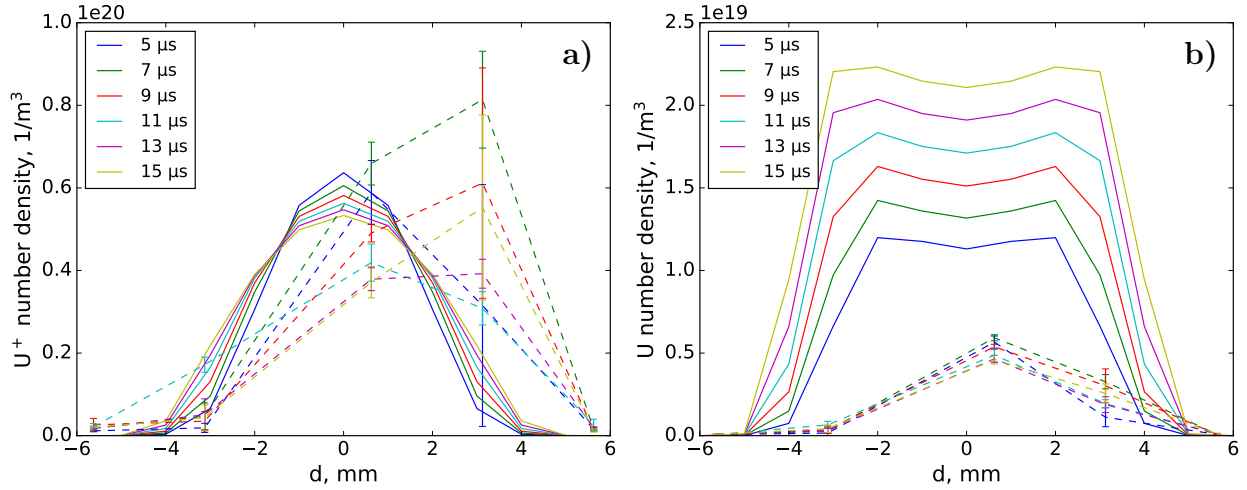 1e20
a)
5 µs
7 µs
9 µs
11 µs
13 µs
15 µs
U⁺ number density, 1/m³
1.0
0.8
0.6
0.4
0.2
0.0
−6 −4 −2 0 2 4 6
d, mm
1e19
b)
5 µs
7 µs
9 µs
11 µs
13 µs
15 µs
U number density, 1/m³
2.5
2.0
1.5
1.0
0.5
0.0
−6 −4 −2 0 2 4 6
d, mm